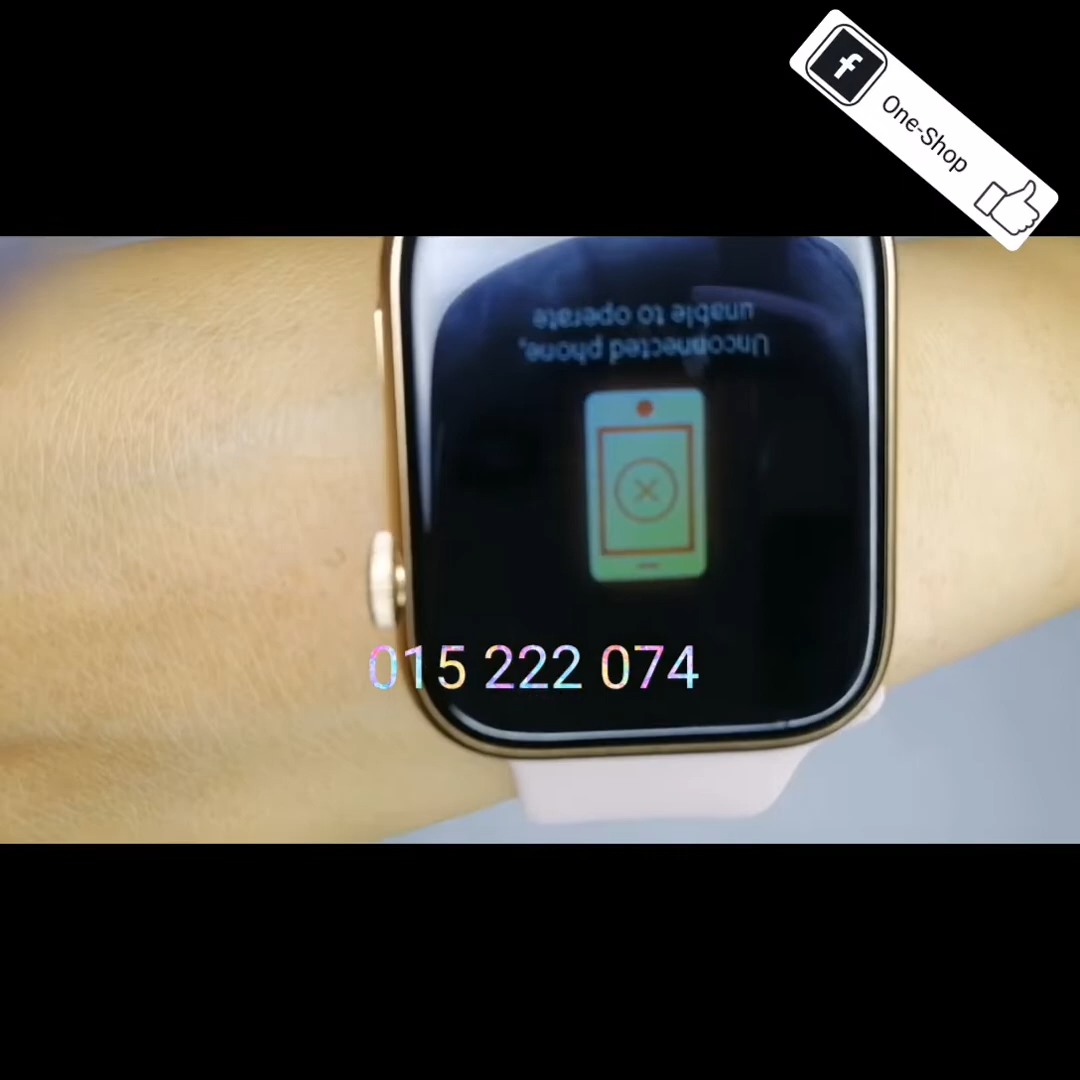 f
One-Shop
Unconnected phone,
unable to operate
015 222 074